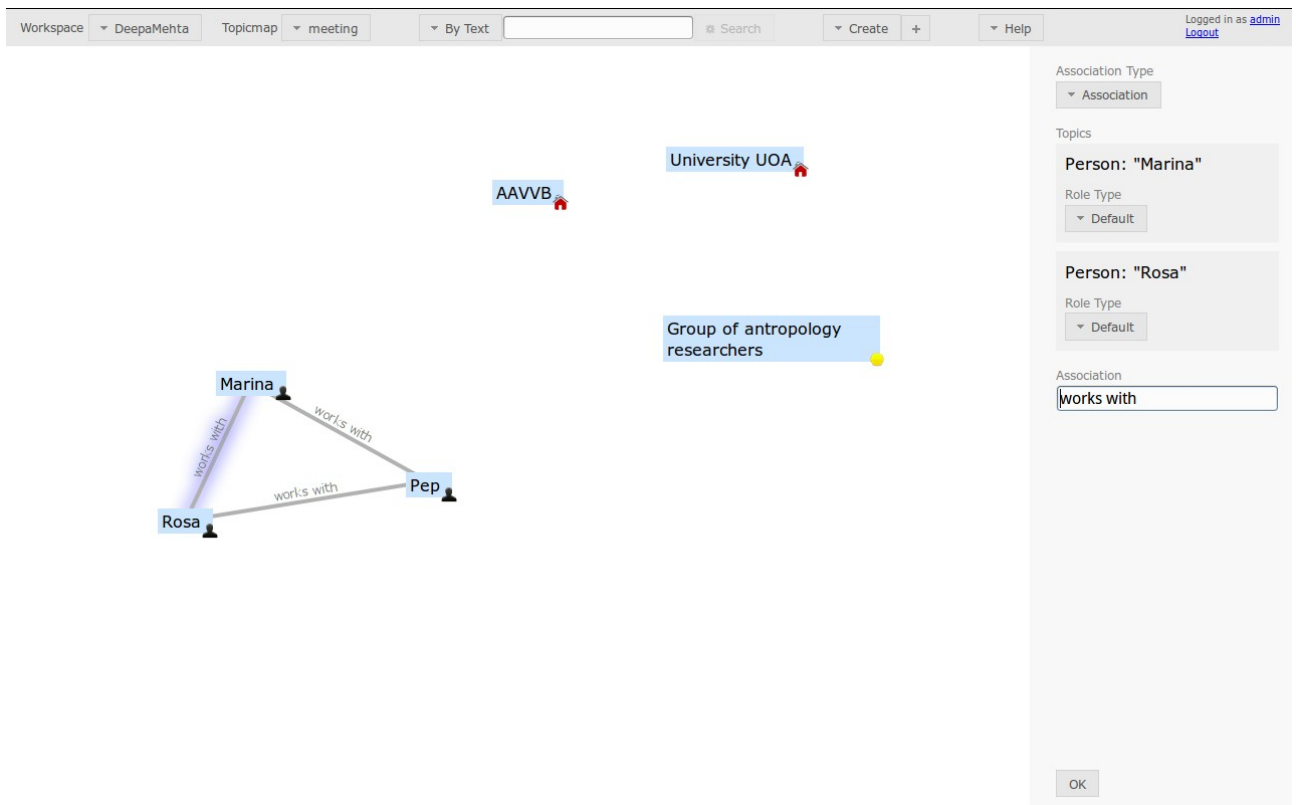 Workspace DeepaMehta Topicmap meeting By Text Search Create + Help Logged in as admin
Logout
Association Type
Association
Topics
Person: "Marina"
Role Type
Default
Person: "Rosa"
Role Type
Default
Association
works with
OK
University UOA
AAVVB
Group of antropology
researchers
Marina
works with
works with
Pep
works with
Rosa